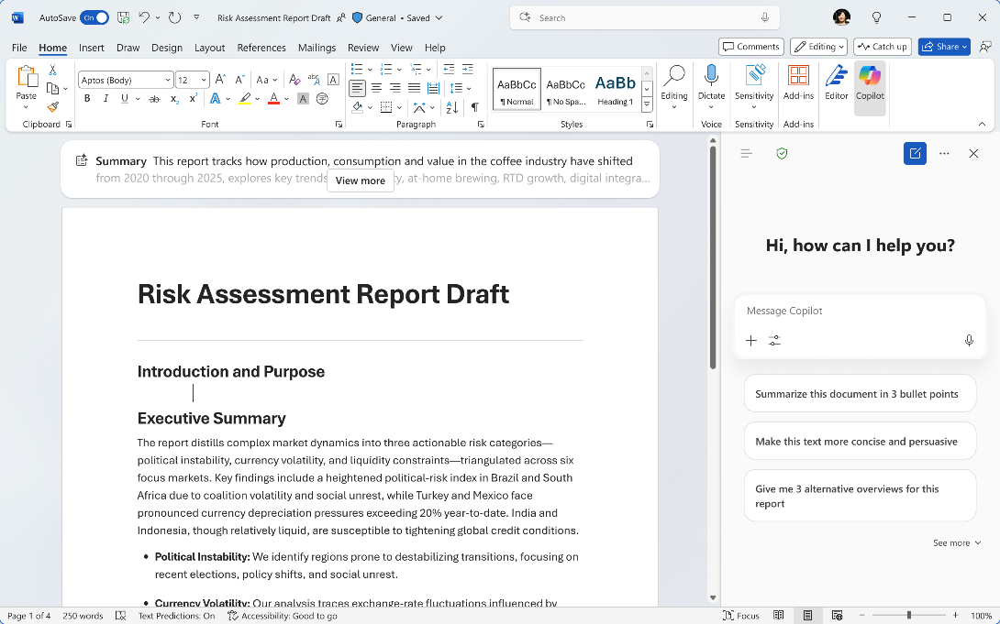 AutoSave On Risk Assessment Report Draft General • Saved Search
File Home Insert Draw Design Layout References Mailings Review View Help Comments Editing Catch up Share
Paste
Aptos (Body) 12 Aa
B I U ab x₂ x² A A A
AaBbCc AaBbCc AaBb
¶ Normal ¶ No Spa... Heading 1
Editing Dictate Sensitivity Add-ins Editor Copilot
Clipboard Font Paragraph Styles Voice Sensitivity Add-ins
Summary This report tracks how production, consumption and value in the coffee industry have shifted
from 2020 through 2025, explores key trends, at-home brewing, RTD growth, digital integra...
View more
Risk Assessment Report Draft
Introduction and Purpose
Executive Summary
The report distills complex market dynamics into three actionable risk categories—
political instability, currency volatility, and liquidity constraints—triangulated across six
focus markets. Key findings include a heightened political-risk index in Brazil and South
Africa due to coalition volatility and social unrest, while Turkey and Mexico face
pronounced currency depreciation pressures exceeding 20% year-to-date. India and
Indonesia, though relatively liquid, are susceptible to tightening global credit conditions.
• Political Instability: We identify regions prone to destabilizing transitions, focusing on
recent elections, policy shifts, and social unrest.
• Currency Volatility: Our analysis traces exchange-rate fluctuations influenced by
Hi, how can I help you?
Message Copilot
Summarize this document in 3 bullet points
Make this text more concise and persuasive
Give me 3 alternative overviews for this
report
See more
Page 1 of 4 250 words Text Predictions: On Accessibility: Good to go Focus 100%